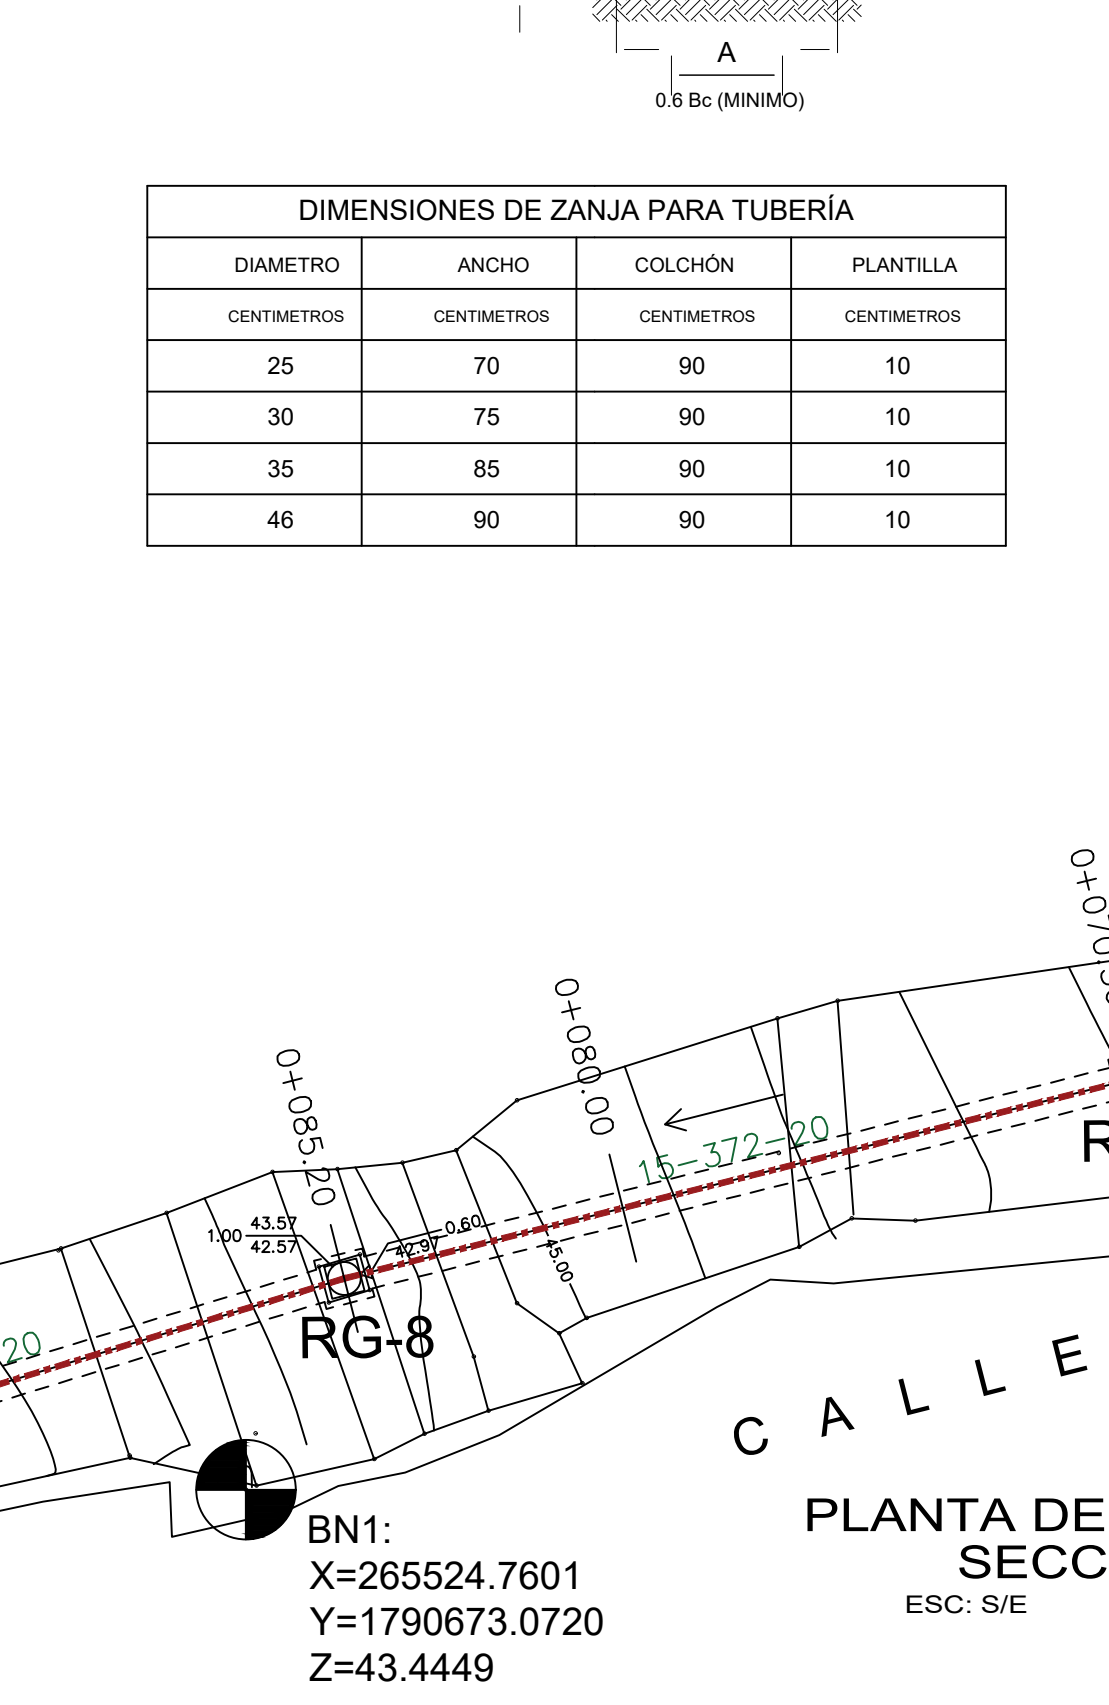 A
0.6 Bc (MINIMO)
DIMENSIONES DE ZANJA PARA TUBERÍA
DIAMETRO ANCHO COLCHÓN PLANTILLA
CENTIMETROS CENTIMETROS CENTIMETROS CENTIMETROS
25 70 90 10
30 75 90 10
35 85 90 10
46 90 90 10
0+080.00
0+085.20
15-372-20
43.57
1.00
42.57
0.60
42.97
45.00
RG-8
20
R
CALLE
BN1:
X=265524.7601
Y=1790673.0720
Z=43.4449
PLANTA DE
SECC
ESC: S/E